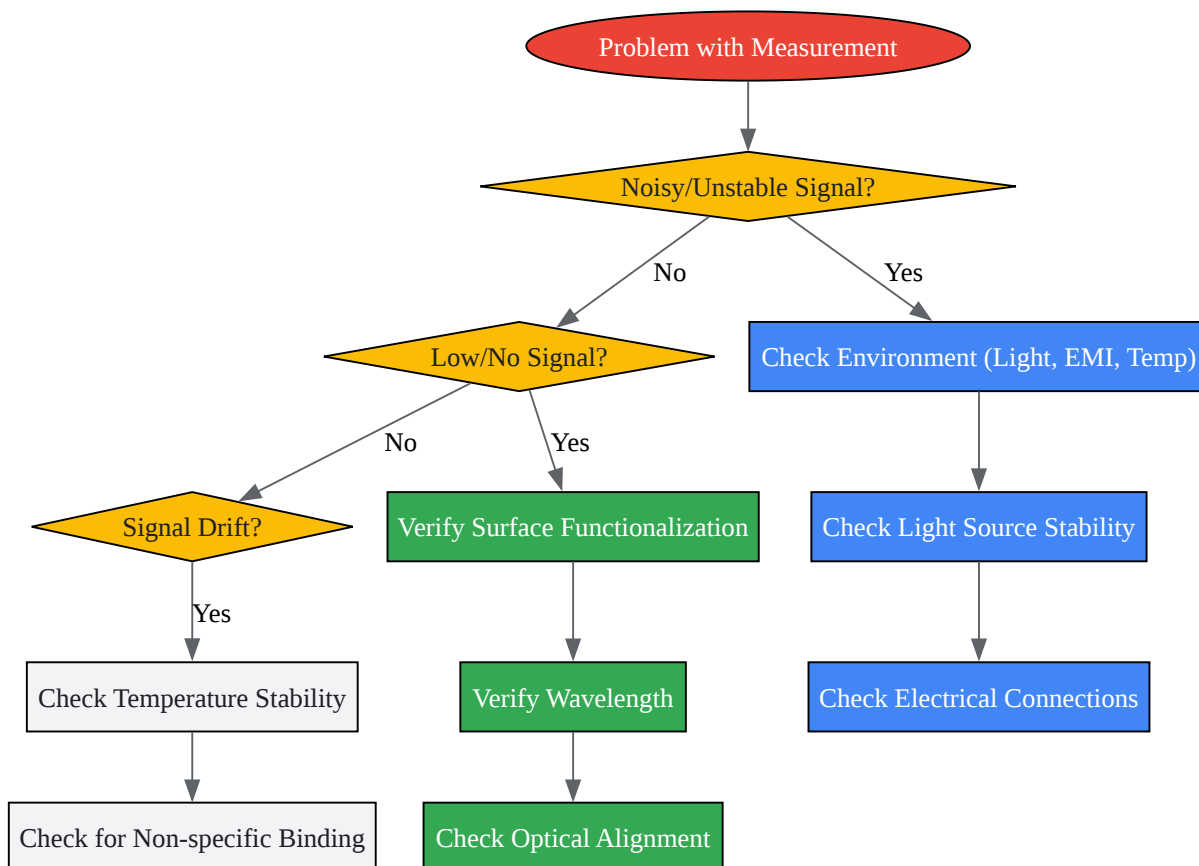 Problem with Measurement
Noisy/Unstable Signal?
No
Yes
Low/No Signal?
Check Environment (Light, EMI, Temp)
No
Yes
Signal Drift?
Verify Surface Functionalization
Check Light Source Stability
Yes
Check Temperature Stability
Verify Wavelength
Check Electrical Connections
Check for Non-specific Binding
Check Optical Alignment